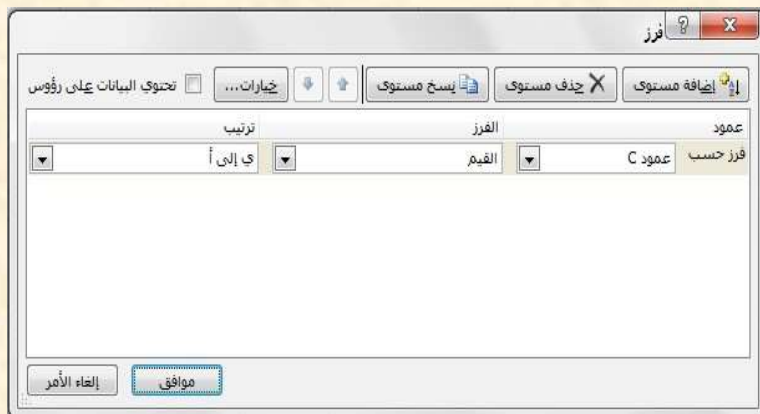 فرز
إضافة مستوى حذف مستوى نسخ مستوى خيارات... تحتوي البيانات على رؤوس
عمود الفرز ترتيب
فرز حسب عمود C القيم ي إلى أ
موافق إلغاء الأمر